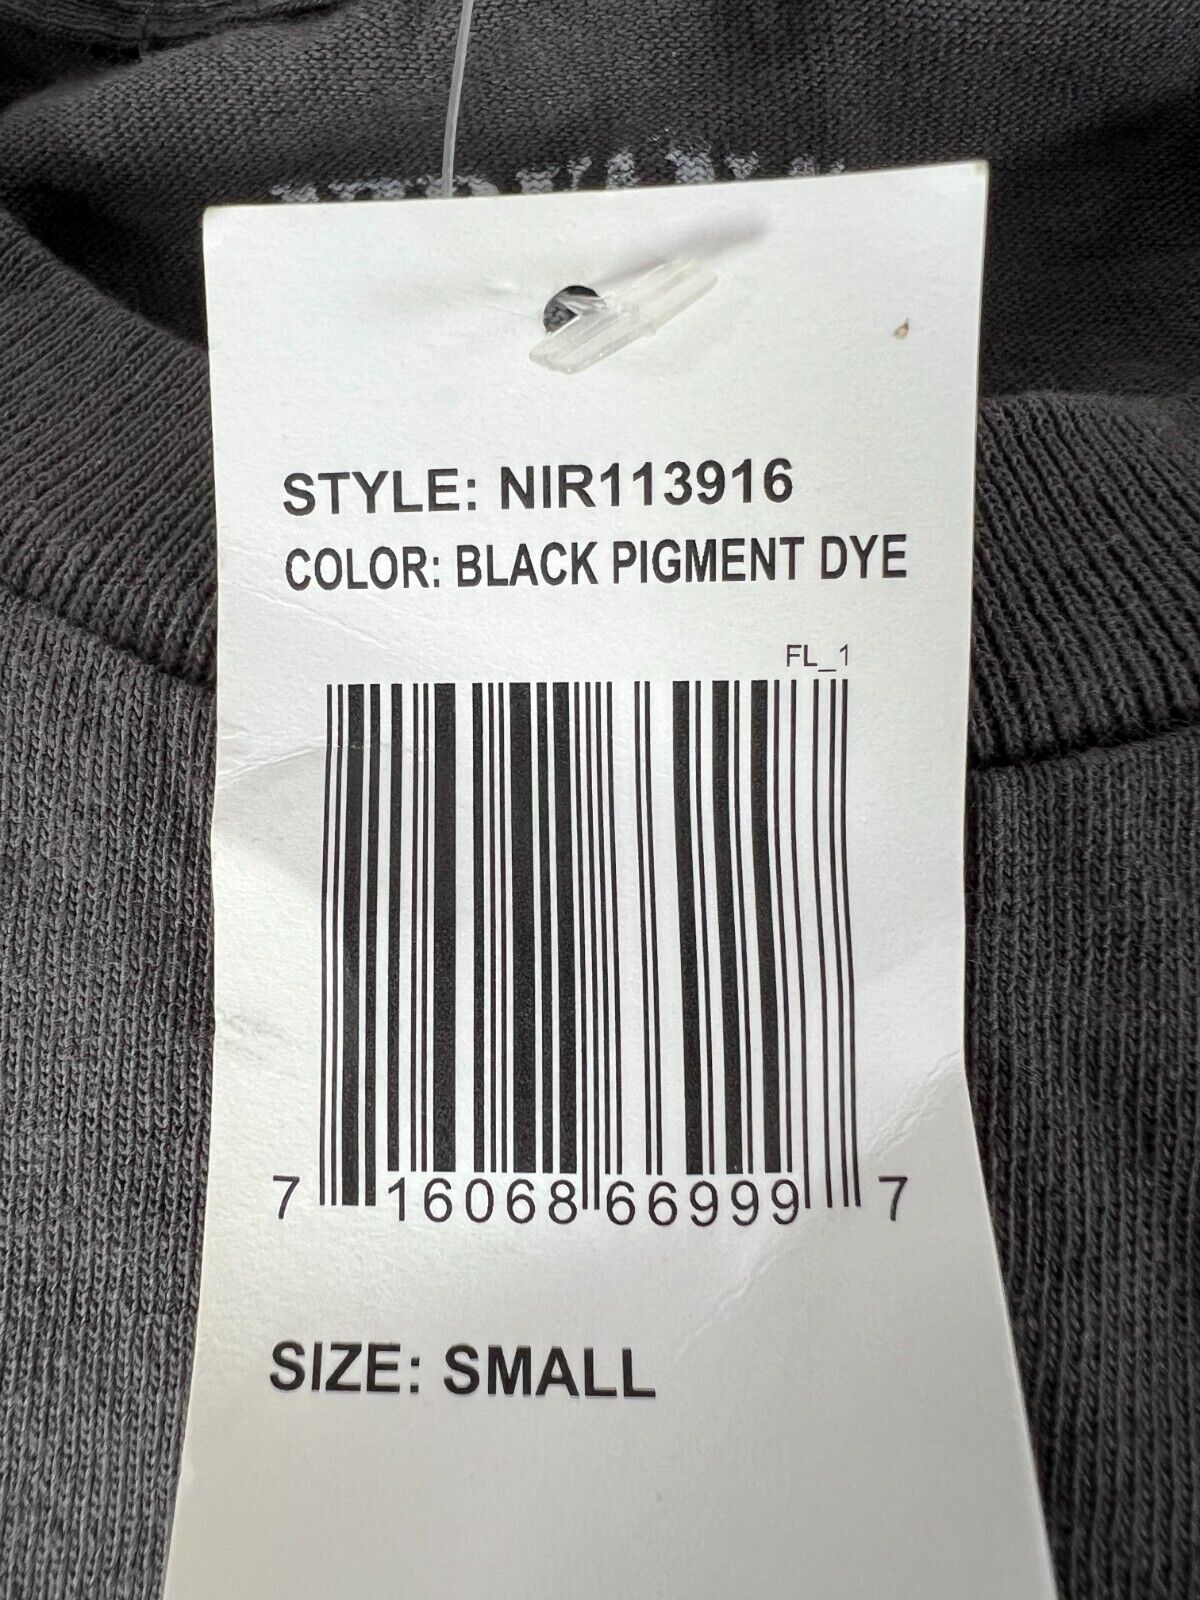 STYLE: NIR113916
COLOR: BLACK PIGMENT DYE
FL_1
7 16068 66999 7
SIZE: SMALL